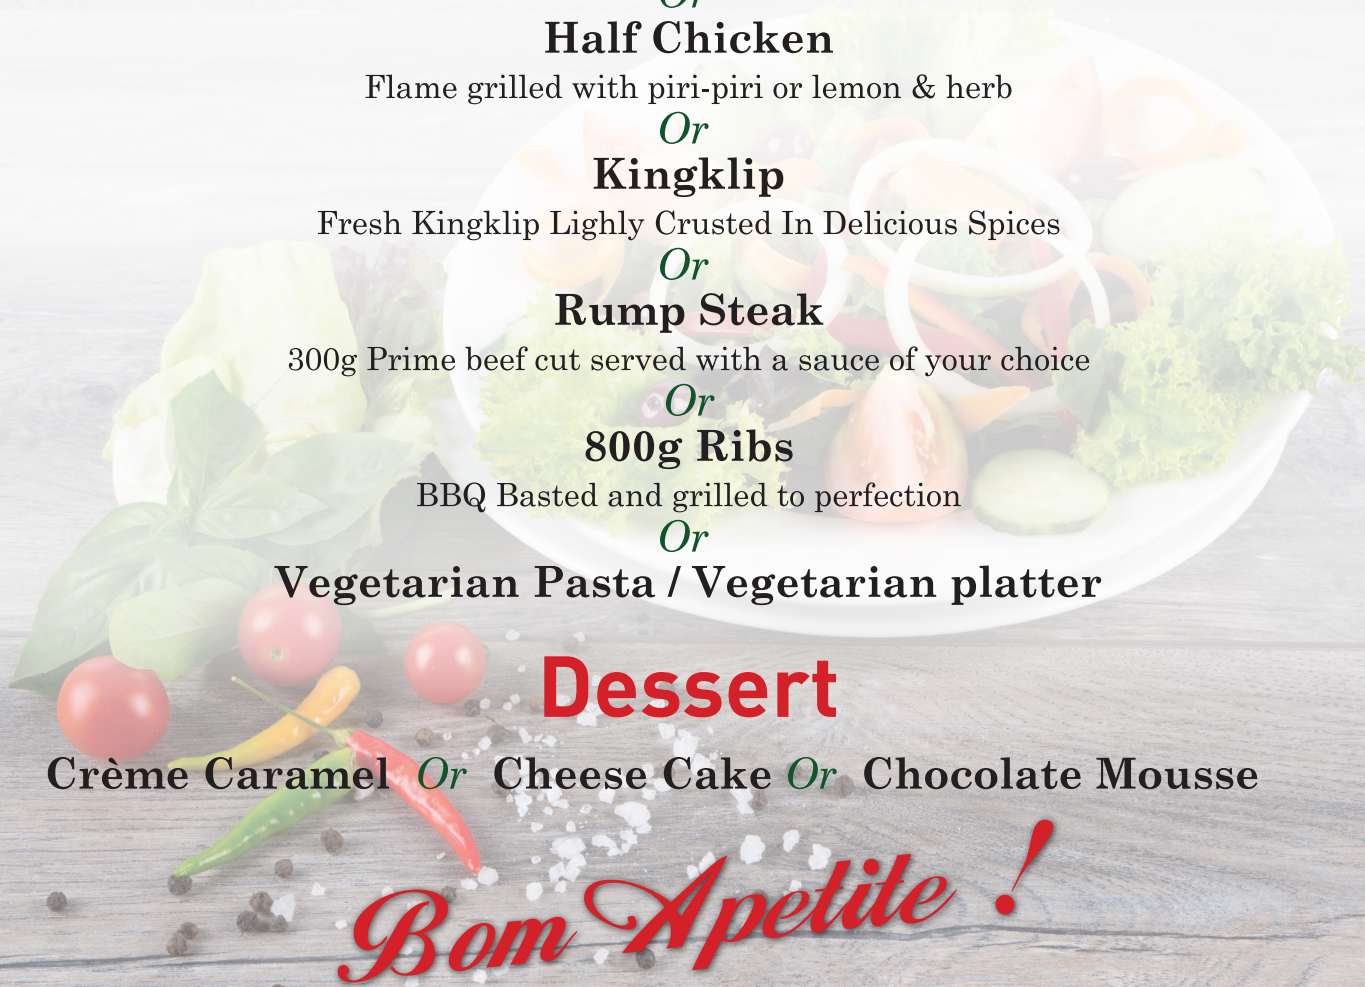 Or
Half Chicken
Flame grilled with piri-piri or lemon & herb
Or
Kingklip
Fresh Kingklip Lighly Crusted In Delicious Spices
Or
Rump Steak
300g Prime beef cut served with a sauce of your choice
Or
800g Ribs
BBQ Basted and grilled to perfection
Or
Vegetarian Pasta / Vegetarian platter
Dessert
Crème Caramel Or Cheese Cake Or Chocolate Mousse
Bom Apetite !